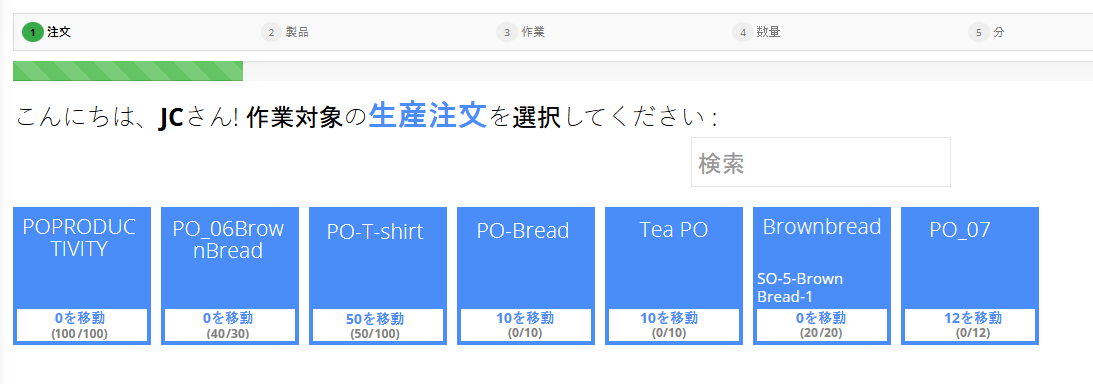 1 注文 2 製品 3 作業 4 数量 5 分
こんにちは、JCさん! 作業対象の生産注文を選択してください :
検索
POPRODUC
TIVITY
0を移動
(100/100)
PO_06Brow
nBread
0を移動
(40/30)
PO-T-shirt
50を移動
(50/100)
PO-Bread
10を移動
(0/10)
Tea PO
10を移動
(0/10)
Brownbread
SO-5-Brown
Bread-1
0を移動
(20/20)
PO_07
12を移動
(0/12)